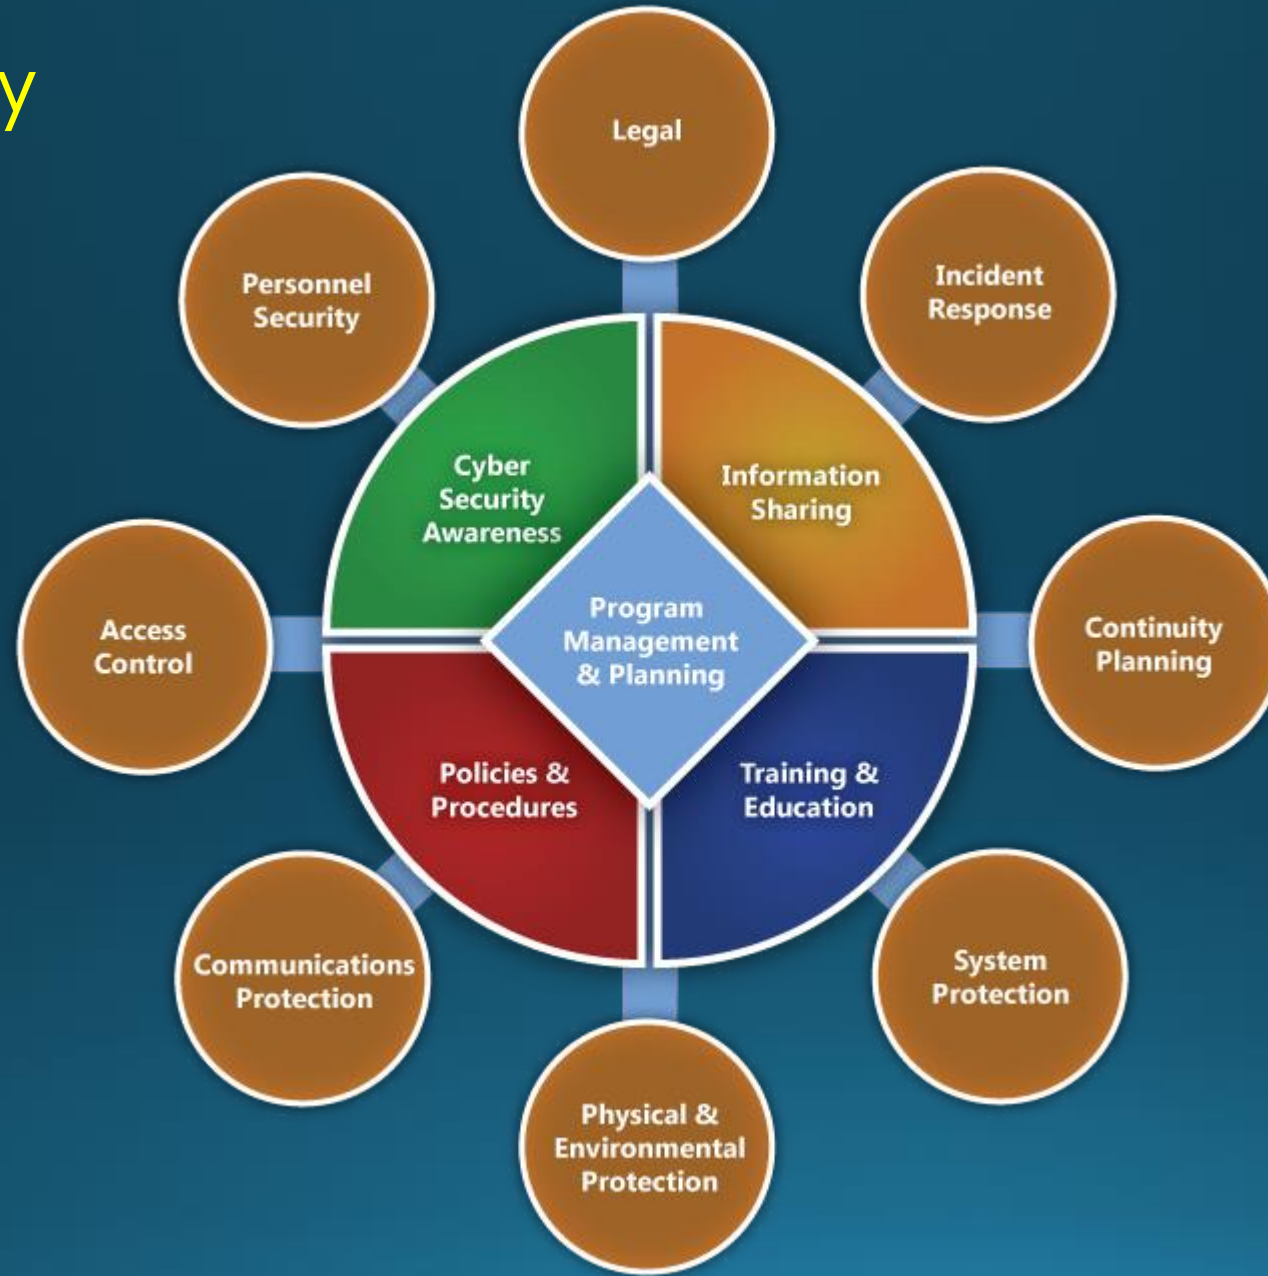 y
Legal
Incident
Response
Personnel
Security
Cyber
Security
Awareness
Information
Sharing
Program
Management
& Planning
Access
Control
Continuity
Planning
Policies &
Procedures
Training &
Education
Communications
Protection
System
Protection
Physical &
Environmental
Protection